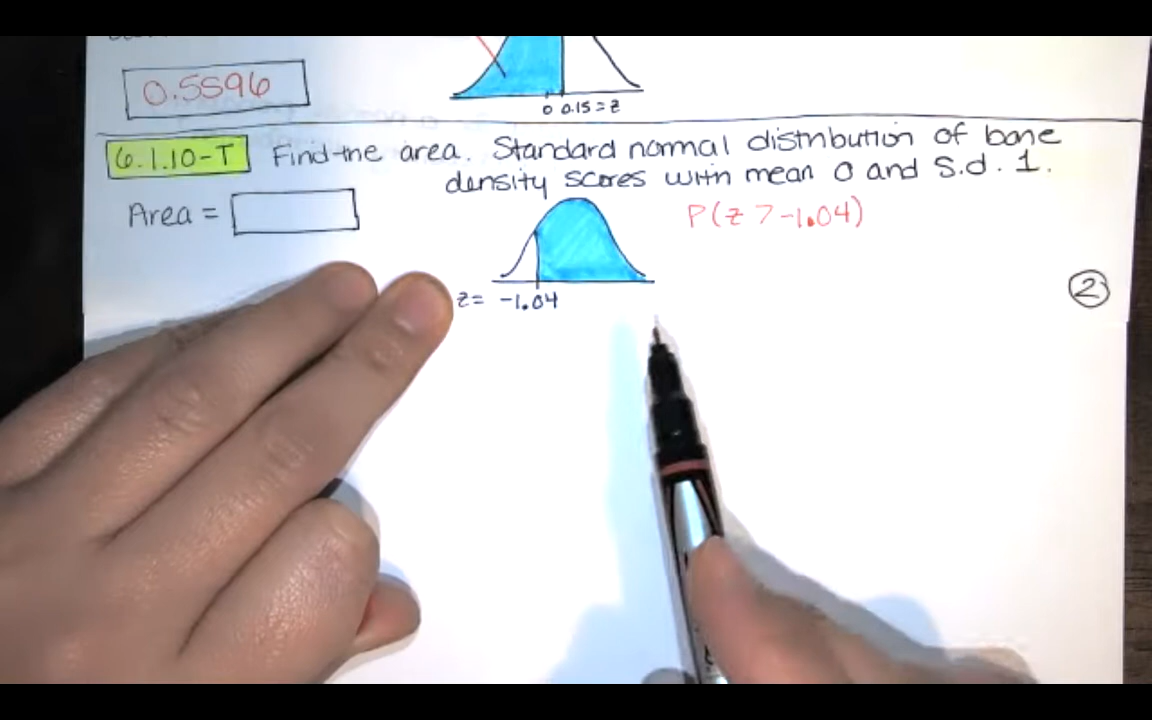 0.5596
0 0.15 = z
6.1.10-T Find the area. Standard normal distribution of bone
density scores with mean 0 and s.d. 1.
Area =
P(z > -1.04)
z = -1.04
2